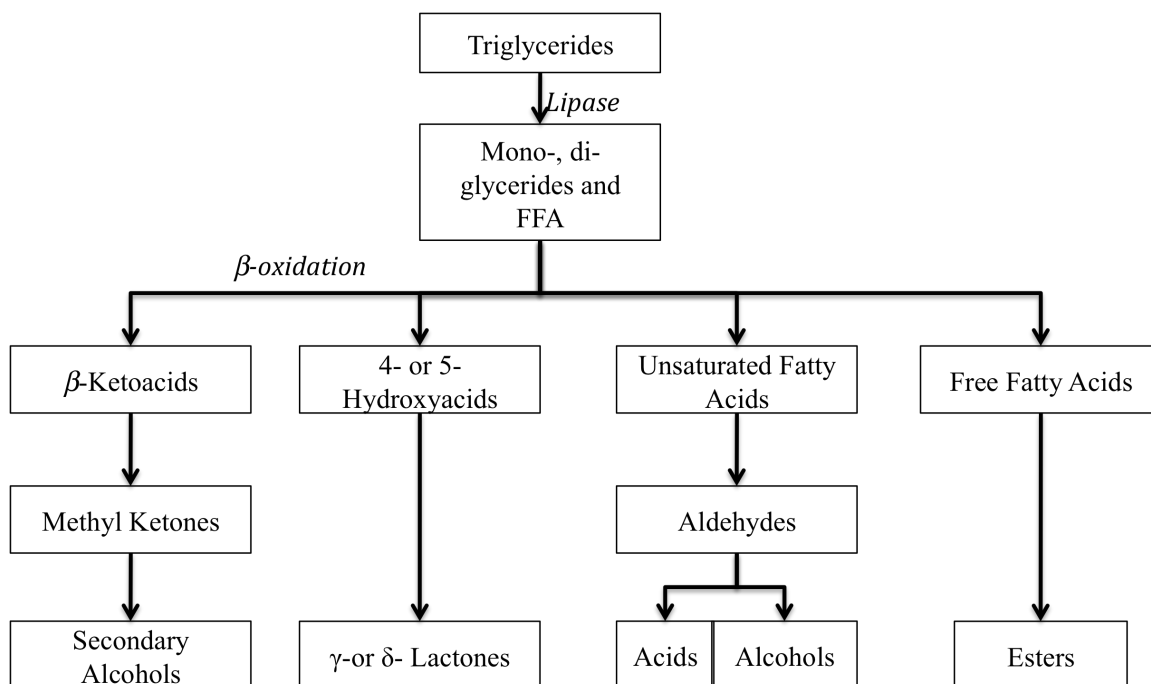 Triglycerides
Lipase
Mono-, di-
glycerides and
FFA
β-oxidation
β-Ketoacids
4- or 5-
Hydroxyacids
Unsaturated Fatty
Acids
Free Fatty Acids
Methyl Ketones
Aldehydes
Secondary
Alcohols
γ-or δ- Lactones
Acids
Alcohols
Esters